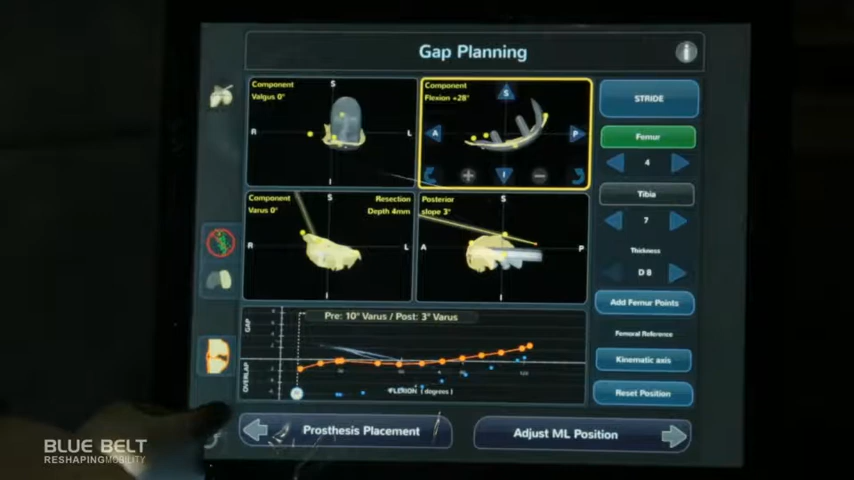 Gap Planning
i
Component
Valgus 0°
S
R
L
I
Component
Flexion +28°
S
A
P
I
Component
Varus 0°
S
Resection
Depth 4mm
R
L
I
Posterior
slope 3°
S
A
P
I
STRIDE
Femur
4
Tibia
7
Thickness
D 8
Add Femur Points
Femoral Reference
Kinematic axis
Reset Position
Pre: 10° Varus / Post: 3° Varus
GAP
OVERLAP
FLEXION (degrees)
Prosthesis Placement
Adjust ML Position
BLUE BELT
RESHAPINGMOBILITY